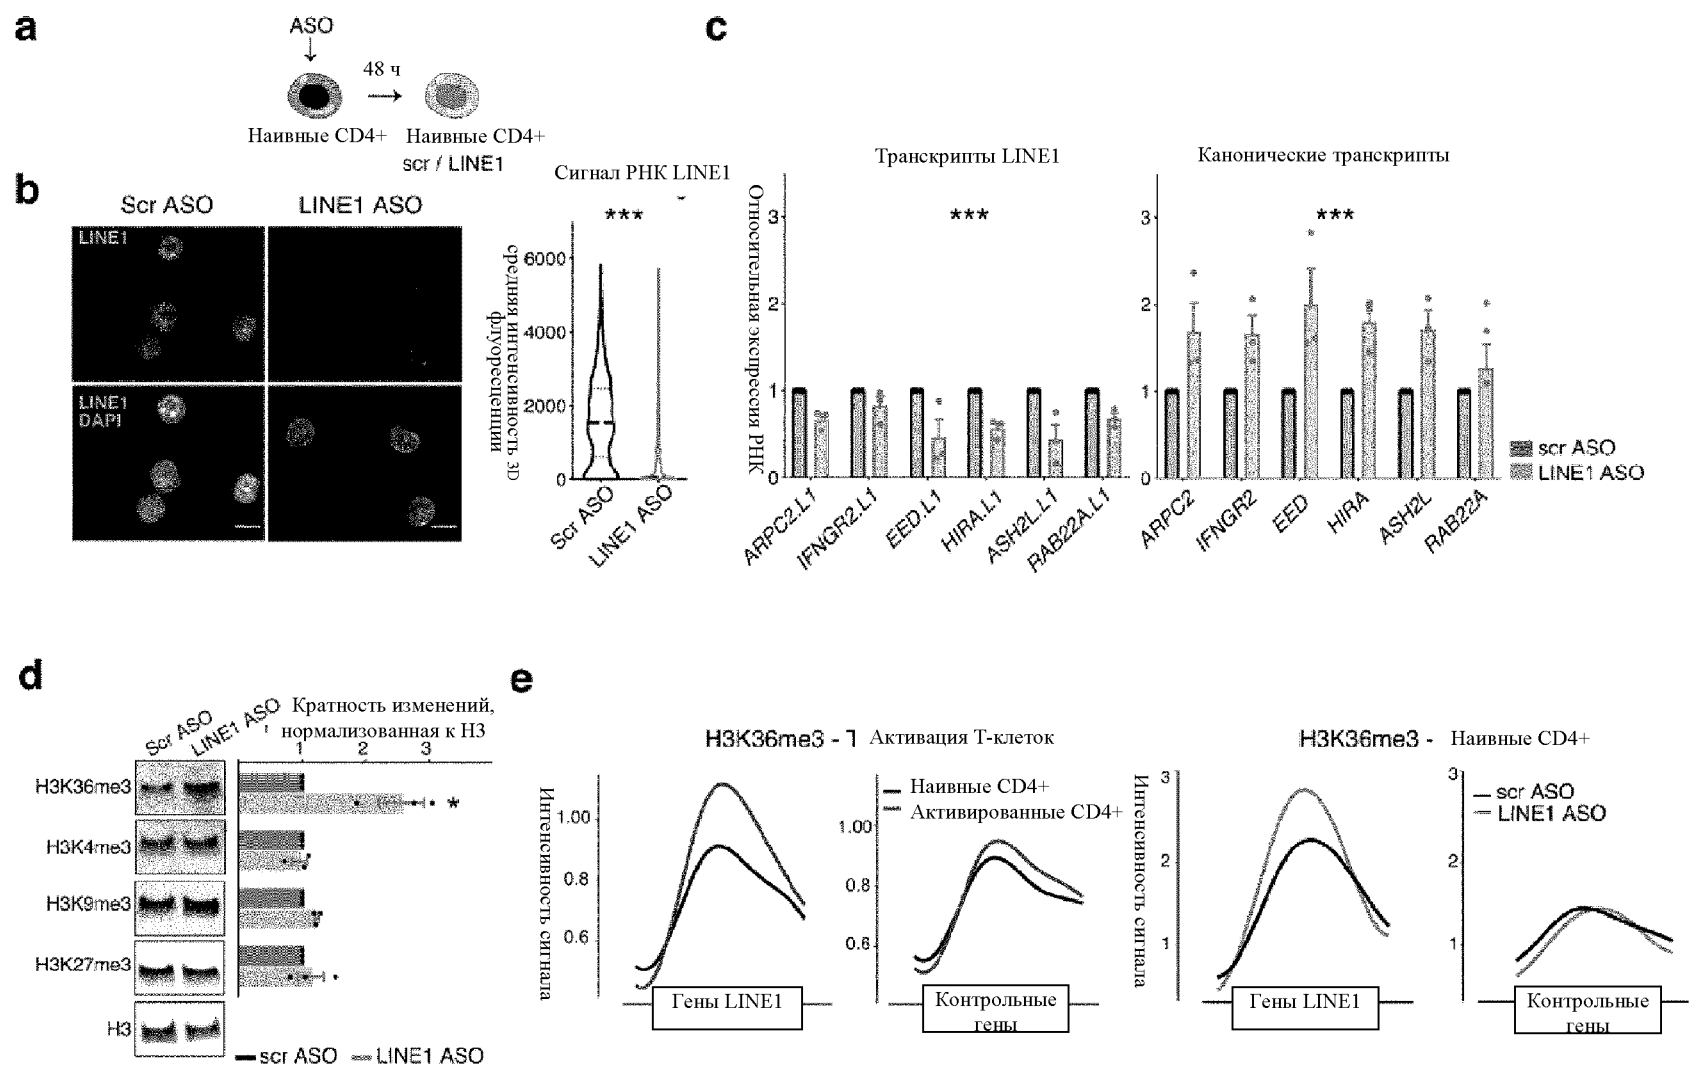 a
ASO
48 ч
Наивные CD4+
Наивные CD4+
scr / LINE1
b
Scr ASO
LINE1 ASO
LINE1
LINE1
DAPI
Сигнал РНК LINE1
***
средняя интенсивность 3D
флуоресценции
6000
4000
2000
0
Scr ASO
LINE1 ASO
c
Транскрипты LINE1
Относительная экспрессия РНК
***
3
2
1
0
ARPC2.L1
IFNGR2.L1
EED.L1
HIRA.L1
ASH2L.L1
RAB22A.L1
Канонические транскрипты
***
3
2
1
0
ARPC2
IFNGR2
EED
HIRA
ASH2L
RAB22A
scr ASO
LINE1 ASO
d
Scr ASO
LINE1 ASO
Кратность изменений,
нормализованная к H3
1 2 3
H3K36me3
*
H3K4me3
H3K9me3
H3K27me3
H3
scr ASO
LINE1 ASO
e
H3K36me3 - T Активация Т-клеток
Интенсивность сигнала
1.00
0.8
0.6
Гены LINE1
Наивные CD4+
Активированные CD4+
1.00
0.8
0.6
Контрольные
гены
H3K36me3 - Наивные CD4+
Интенсивность сигнала
3
2
1
Гены LINE1
scr ASO
LINE1 ASO
3
2
1
Контрольные
гены